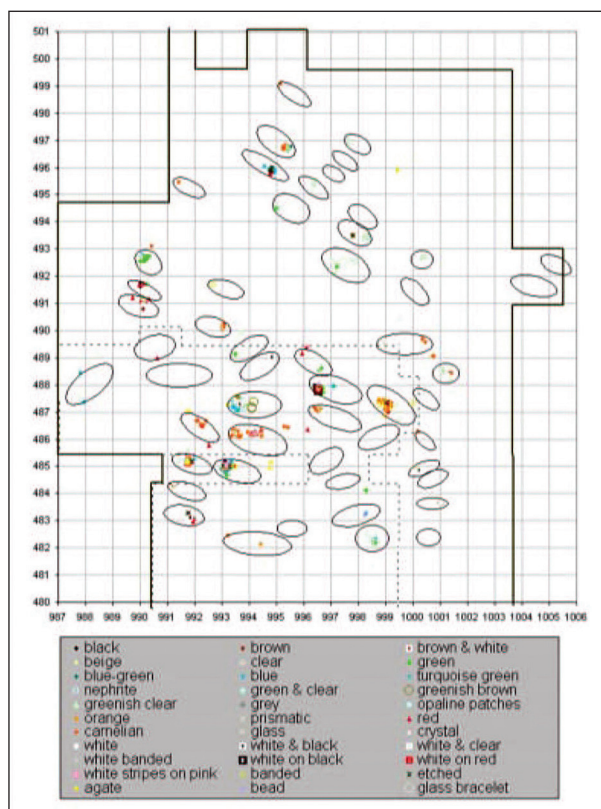 501
500
499
498
497
496
495
494
493
492
491
490
489
488
487
486
485
484
483
482
481
480
987 988 989 990 991 992 993 994 995 996 997 998 999 1000 1001 1002 1003 1004 1005 1006
black brown brown & white
beige clear green
blue-green blue turquoise green
nephrite green & clear greenish brown
greenish clear grey opaline patches
orange prismatic red
carnelian glass crystal
white white & black white & clear
white banded white on black white on red
white stripes on pink banded etched
agate bead glass bracelet